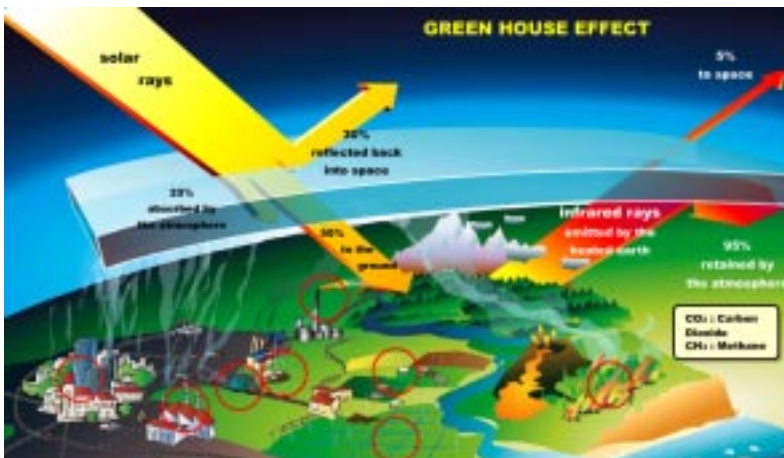 GREEN HOUSE EFFECT
solar
rays
5%
to space
30%
reflected back
into space
absorbed by
the atmosphere
50%
to the
ground
infrared rays
emitted by the
heated earth
95%
retained by
the atmosphere
CO₂ : Carbon
Dioxide
CH₄ : Methane